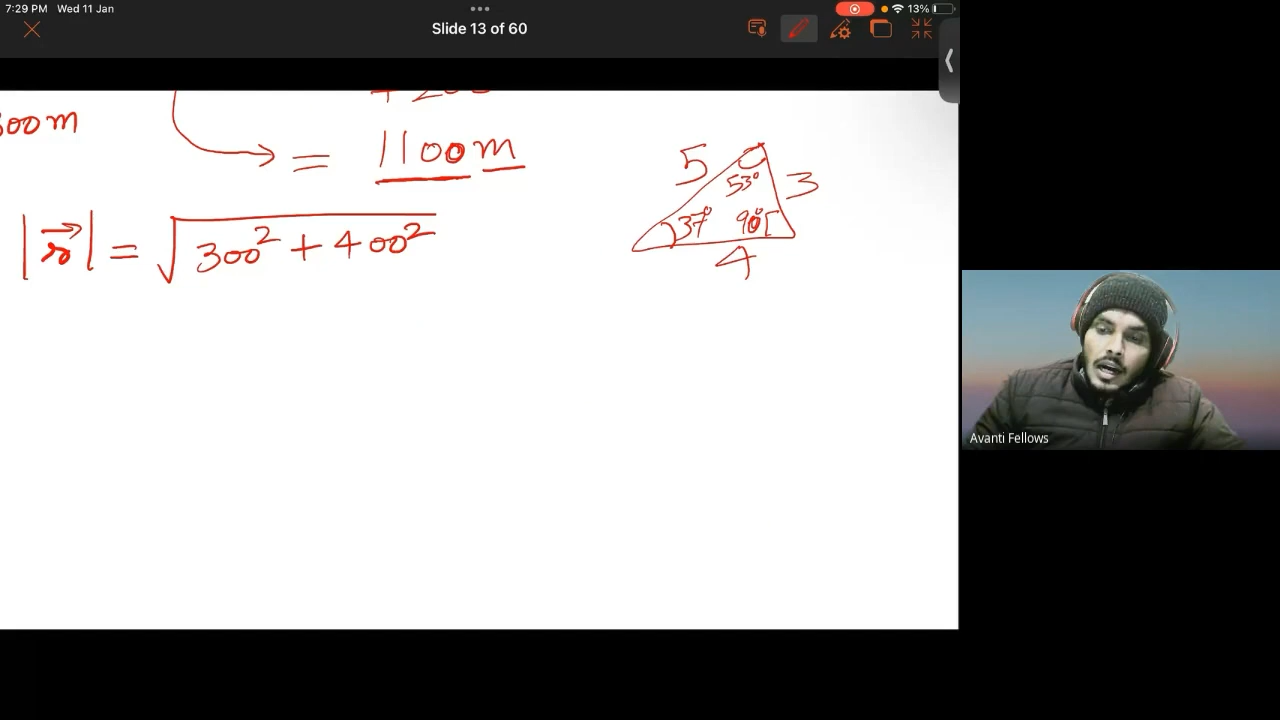 7:29 PM Wed 11 Jan
13%
Slide 13 of 60
00m
= 1100m
|r⃗| = √300² + 400²
5
53°
3
37° 90°
4
Avanti Fellows